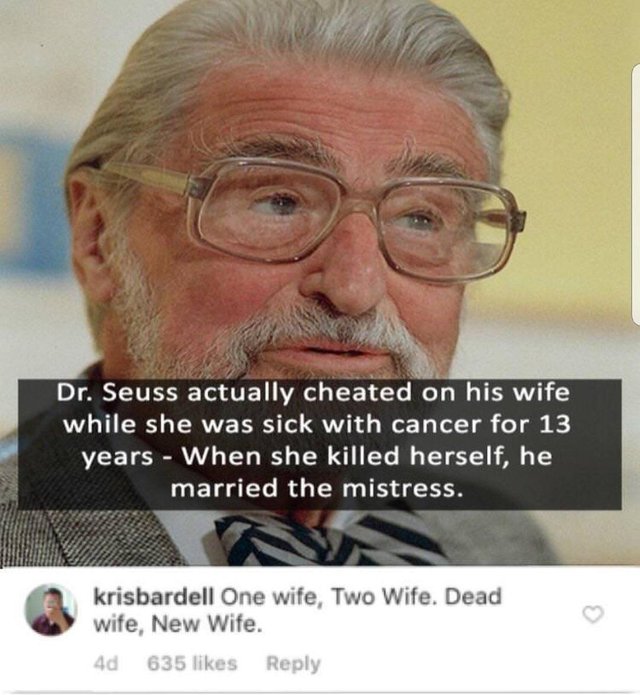 Dr. Seuss actually cheated on his wife
while she was sick with cancer for 13
years - When she killed herself, he
married the mistress.
krisbardell One wife, Two Wife. Dead
wife, New Wife.
4d 635 likes Reply